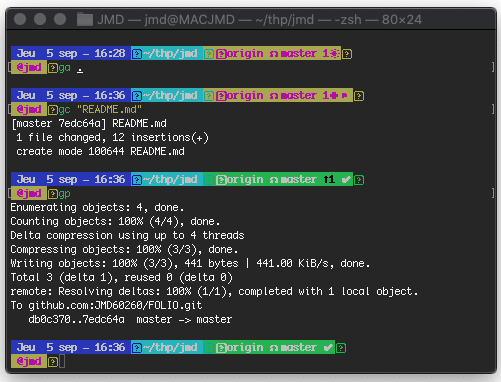 JMD — jmd@MACJMD — ~/thp/jmd — -zsh — 80×24
Jeu 5 sep — 16:28 ~/thp/jmd origin master 1
@jmd ga .
Jeu 5 sep — 16:36 ~/thp/jmd origin master 1
@jmd gc "README.md"
[master 7edc64a] README.md
1 file changed, 12 insertions(+)
create mode 100644 README.md
Jeu 5 sep — 16:36 ~/thp/jmd origin master ↑1 ✔
@jmd gp
Enumerating objects: 4, done.
Counting objects: 100% (4/4), done.
Delta compression using up to 4 threads
Compressing objects: 100% (3/3), done.
Writing objects: 100% (3/3), 441 bytes | 441.00 KiB/s, done.
Total 3 (delta 1), reused 0 (delta 0)
remote: Resolving deltas: 100% (1/1), completed with 1 local object.
To github.com:JMD60260/FOLIO.git
db0c370..7edc64a master -> master
Jeu 5 sep — 16:36 ~/thp/jmd origin master ✔
@jmd